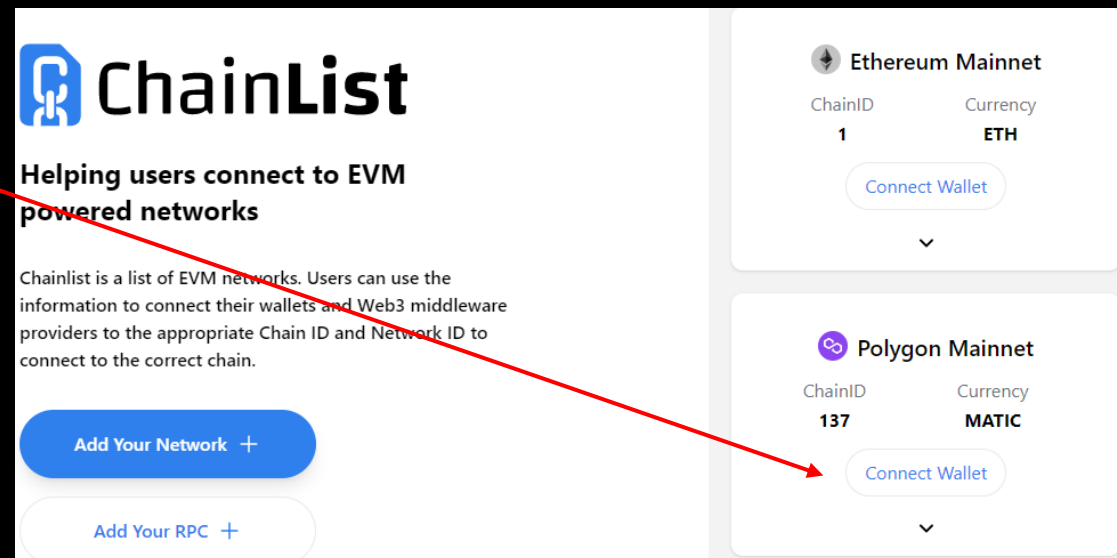 ChainList
Helping users connect to EVM
powered networks
Chainlist is a list of EVM networks. Users can use the
information to connect their wallets and Web3 middleware
providers to the appropriate Chain ID and Network ID to
connect to the correct chain.
Add Your Network +
Add Your RPC +
Ethereum Mainnet
ChainID Currency
1 ETH
Connect Wallet
Polygon Mainnet
ChainID Currency
137 MATIC
Connect Wallet